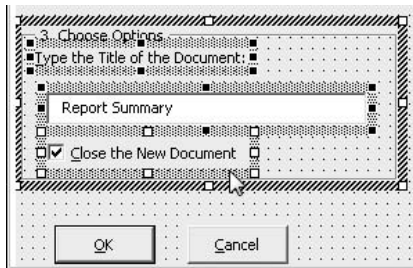 3. Choose Options
Type the Title of the Document:
Report Summary
Close the New Document
OK
Cancel